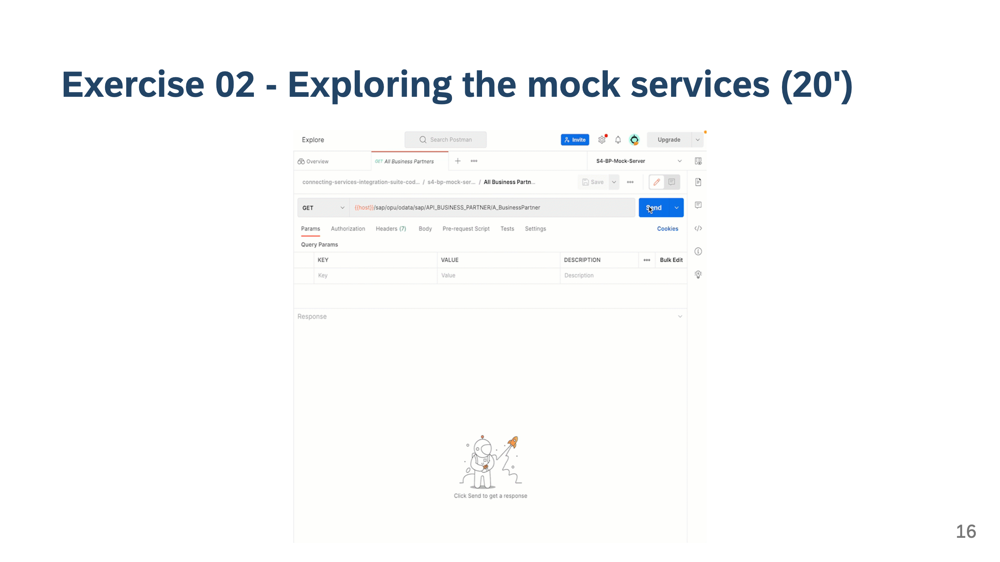 Exercise 02 - Exploring the mock services (20')
Explore
Search Postman
Invite
Upgrade
Overview
GET All Business Partners
S4-BP-Mock-Server
connecting-services-integration-suite-cod... / s4-bp-mock-ser... / All Business Partn...
Save
GET
{{host}}/sap/opu/odata/sap/API_BUSINESS_PARTNER/A_BusinessPartner
Send
Params Authorization Headers (7) Body Pre-request Script Tests Settings Cookies
Query Params
KEY VALUE DESCRIPTION Bulk Edit
Key Value Description
Response
Click Send to get a response
16